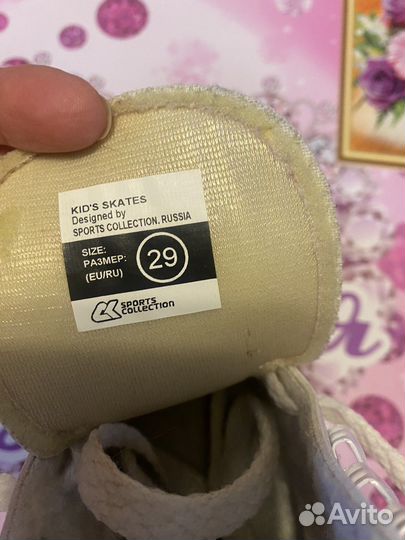 KID'S SKATES
Designed by
SPORTS COLLECTION. RUSSIA
SIZE:
РАЗМЕР:
(EU/RU)
29
SPORTS
COLLECTION
Avito